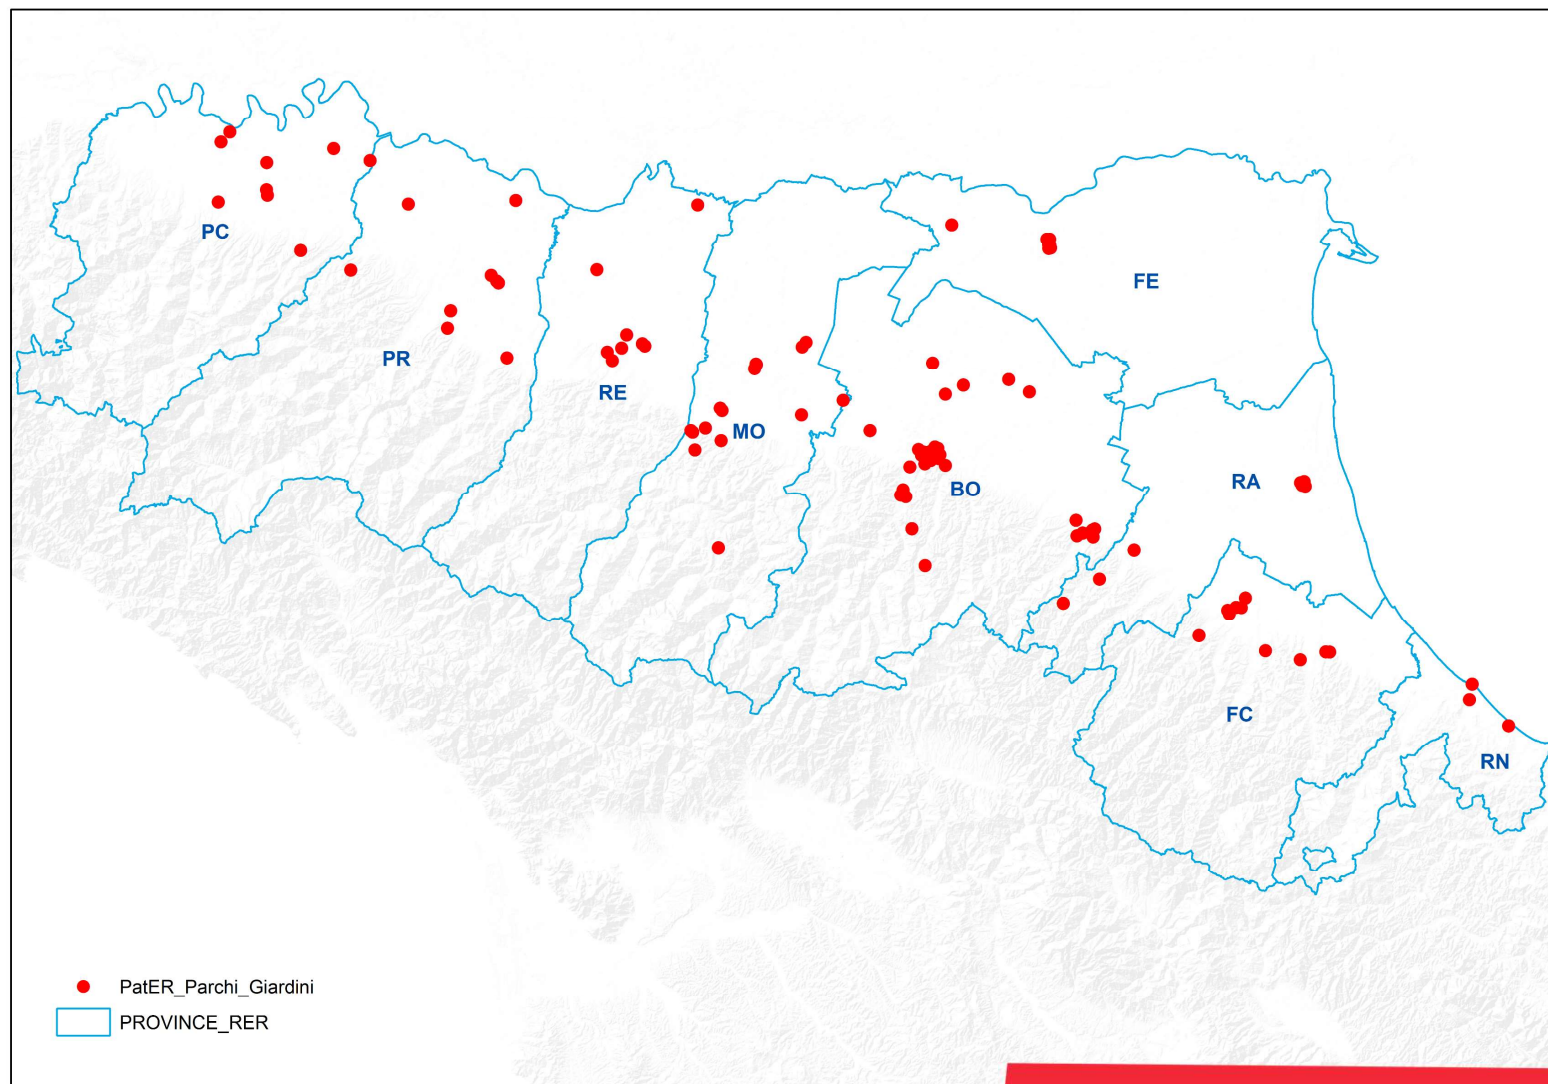 PC
FE
PR
RE
MO
RA
BO
FC
RN
PatER_Parchi_Giardini
PROVINCE_RER